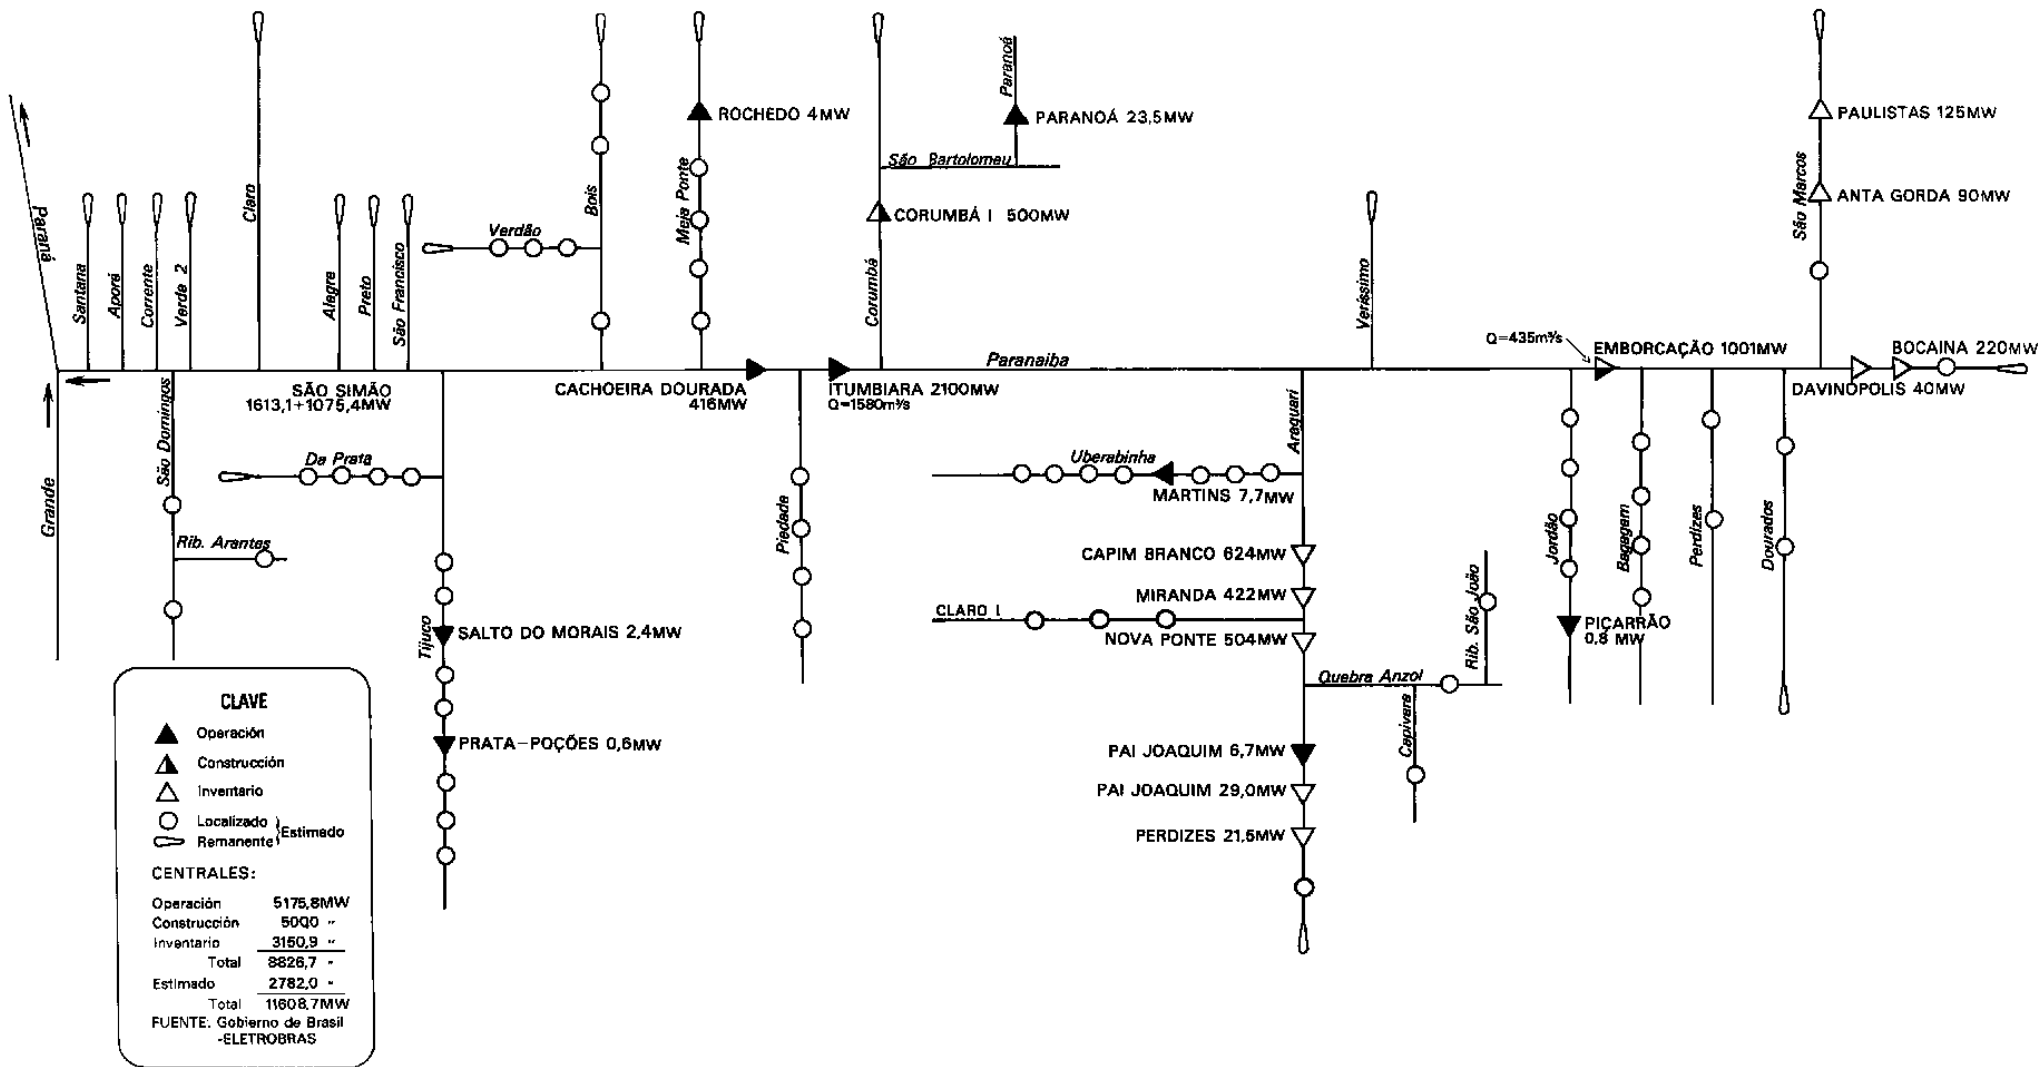 ROCHEDO 4MW
Paranoá
PARANOÁ 23,5MW
São Bartolomeu
PAULISTAS 125MW
ANTA GORDA 90MW
São Marcos
CORUMBÁ I 500MW
Corumbá
Meia Ponte
Bois
Verdão
Claro
Paraná
Santana
Aporé
Corrente
Verde 2
Alegre
Preto
São Francisco
Veríssimo
Paranaiba
Q=435m³/s
EMBORCAÇÃO 1001MW
BOCAINA 220MW
DAVINÓPOLIS 40MW
SÃO SIMÃO
1613,1+1075,4MW
CACHOEIRA DOURADA
416MW
ITUMBIARA 2100MW
Q=1580m³/s
Grande
São Domingos
Rib. Arantes
Da Prata
Tijuco
SALTO DO MORAIS 2,4MW
PRATA-POÇÕES 0,6MW
Piedade
Araguari
Uberabinha
MARTINS 7,7MW
CAPIM BRANCO 624MW
MIRANDA 422MW
CLARO I
NOVA PONTE 504MW
Quebra Anzol
Rib. São João
Capivara
PAI JOAQUIM 6,7MW
PAI JOAQUIM 29,0MW
PERDIZES 21,5MW
Jordão
PIÇARRÃO
0,8 MW
Bagagem
Perdizes
Dourados
CLAVE
Operación
Construcción
Inventario
Localizado
Remanente
Estimado
CENTRALES:
Operación 5175,8MW
Construcción 5000 "
Inventario 3150,9 "
Total 8826,7 "
Estimado 2782,0 "
Total 11608,7MW
FUENTE: Gobierno de Brasil
-ELETROBRAS